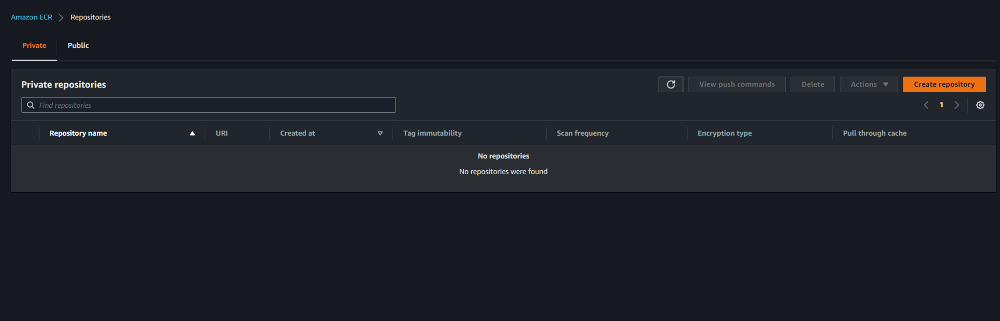 Amazon ECR Repositories
Private Public
Private repositories View push commands Delete Actions Create repository
Find repositories 1
Repository name URI Created at Tag immutability Scan frequency Encryption type Pull through cache
No repositories
No repositories were found